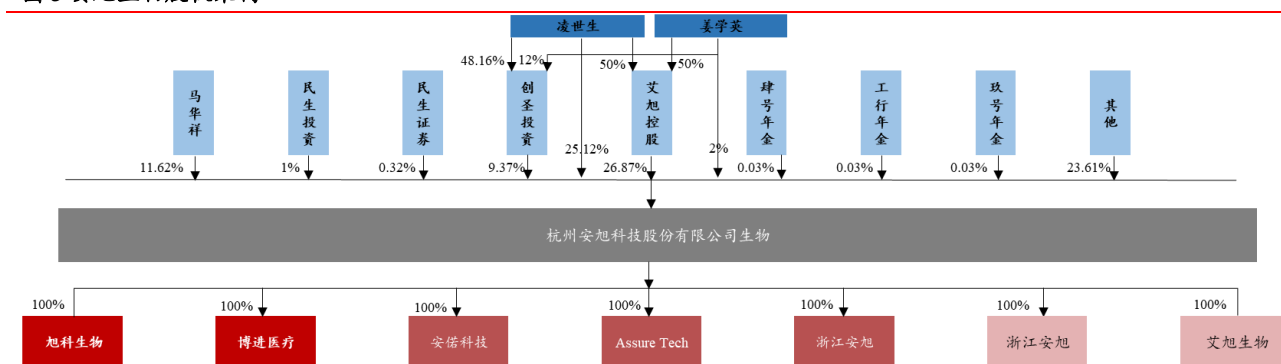 凌世生 姜学英
48.16% 12% 50% 50%
马华祥 民生投资 民生证券 创圣投资 艾旭控股 肆号年金 工行年金 玖号年金 其他
25.12% 2%
11.62% 1% 0.32% 9.37% 26.87% 0.03% 0.03% 0.03% 23.61%
杭州安旭科技股份有限公司生物
100% 100% 100% 100% 100% 100% 100%
旭科生物 博进医疗 安偌科技 Assure Tech 浙江安旭 浙江安旭 艾旭生物